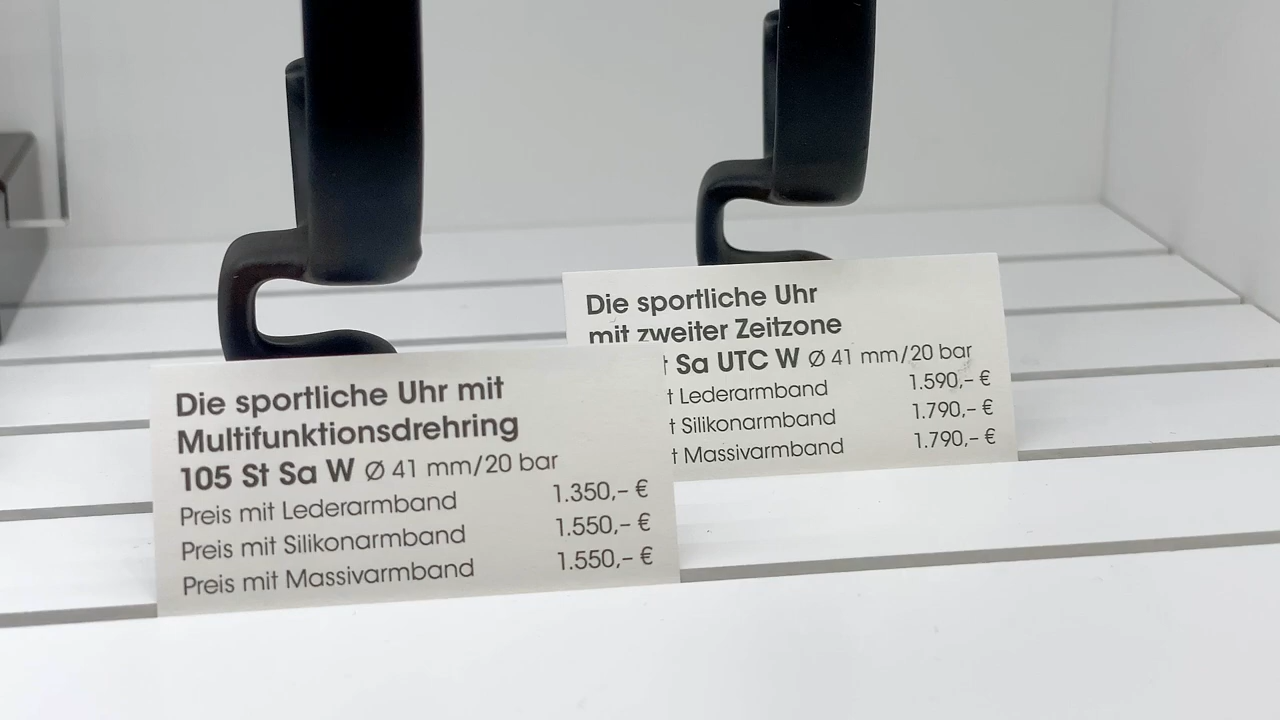 Die sportliche Uhr mit
Multifunktionsdrehring
105 St Sa W Ø 41 mm/20 bar
Preis mit Lederarmband 1.350,– €
Preis mit Silikonarmband 1.550,– €
Preis mit Massivarmband 1.550,– €
Die sportliche Uhr
mit zweiter Zeitzone
Sa UTC W Ø 41 mm/20 bar
Lederarmband 1.590,– €
Silikonarmband 1.790,– €
Massivarmband 1.790,– €